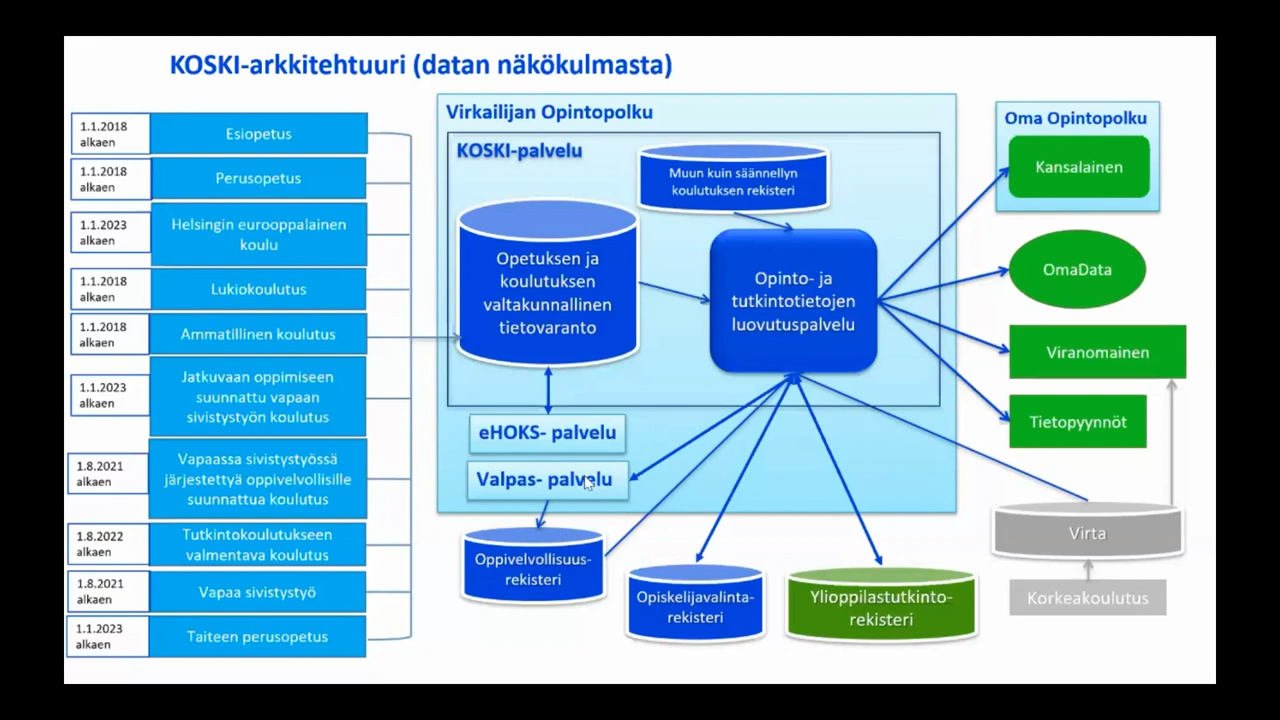 KOSKI-arkkitehtuuri (datan näkökulmasta)
1.1.2018
alkaen
Esiopetus
1.1.2018
alkaen
Perusopetus
1.1.2023
alkaen
Helsingin eurooppalainen
koulu
1.1.2018
alkaen
Lukiokoulutus
1.1.2018
alkaen
Ammatillinen koulutus
1.1.2023
alkaen
Jatkuvaan oppimiseen
suunnattu vapaan
sivistystyön koulutus
1.8.2021
alkaen
Vapaassa sivistystyössä
järjestettyä oppivelvollisille
suunnattua koulutus
1.8.2022
alkaen
Tutkintokoulutukseen
valmentava koulutus
1.8.2021
alkaen
Vapaa sivistystyö
1.1.2023
alkaen
Taiteen perusopetus
Virkailijan Opintopolku
KOSKI-palvelu
Muun kuin säännellyn
koulutuksen rekisteri
Opetuksen ja
koulutuksen
valtakunnallinen
tietovaranto
Opinto- ja
tutkintotietojen
luovutuspalvelu
eHOKS- palvelu
Valpas- palvelu
Oppivelvollisuus-
rekisteri
Opiskelijavalinta-
rekisteri
Ylioppilastutkinto-
rekisteri
Oma Opintopolku
Kansalainen
OmaData
Viranomainen
Tietopyynnöt
Virta
Korkeakoulutus